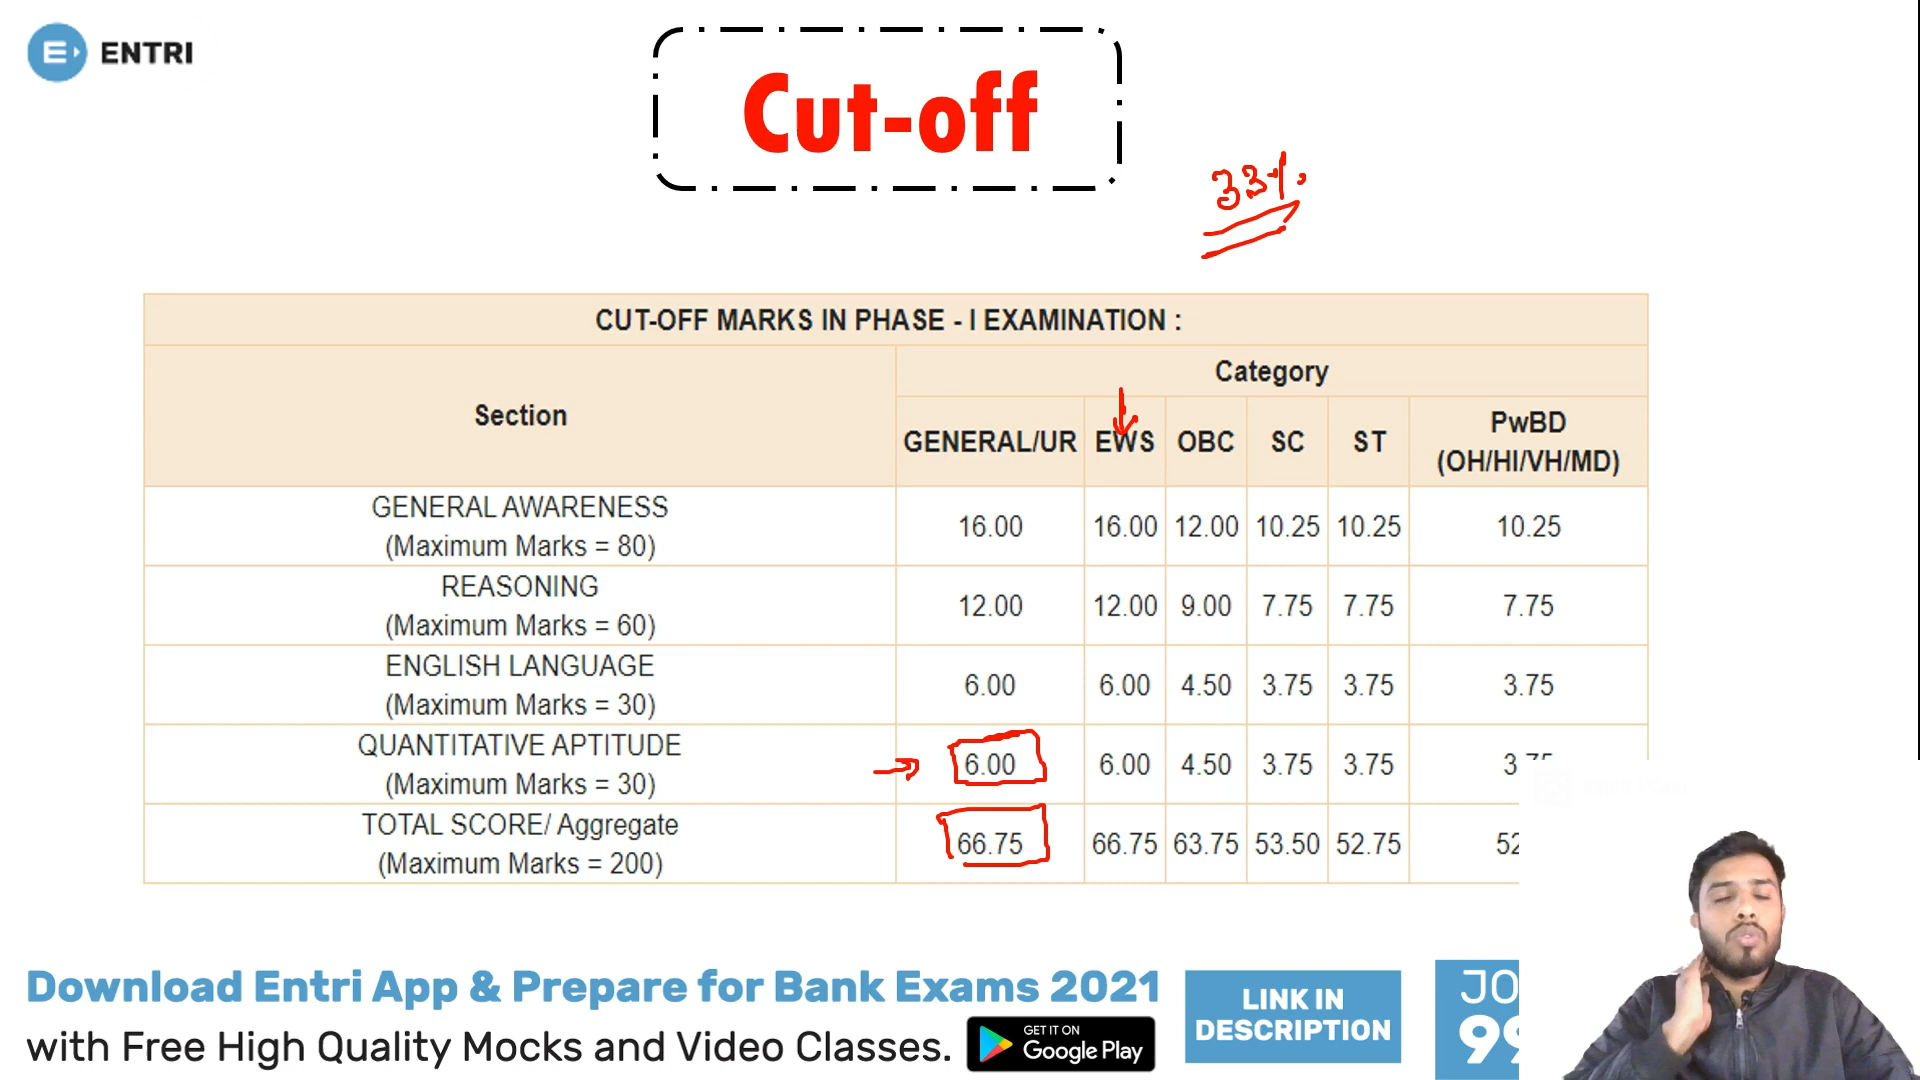 E ENTRI
Cut-off
33%
CUT-OFF MARKS IN PHASE - I EXAMINATION :
Section
Category
GENERAL/UR EWS OBC SC ST PwBD
(OH/HI/VH/MD)
GENERAL AWARENESS
(Maximum Marks = 80)
16.00 16.00 12.00 10.25 10.25 10.25
REASONING
(Maximum Marks = 60)
12.00 12.00 9.00 7.75 7.75 7.75
ENGLISH LANGUAGE
(Maximum Marks = 30)
6.00 6.00 4.50 3.75 3.75 3.75
QUANTITATIVE APTITUDE
(Maximum Marks = 30)
6.00 6.00 4.50 3.75 3.75
TOTAL SCORE/ Aggregate
(Maximum Marks = 200)
66.75 66.75 63.75 53.50 52.75 52
Download Entri App & Prepare for Bank Exams 2021
with Free High Quality Mocks and Video Classes.
GET IT ON
Google Play
LINK IN
DESCRIPTION
JO
99